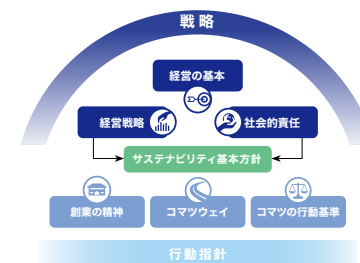 戦略
経営の基本
経営戦略
社会的責任
サステナビリティ基本方針
創業の精神
コマツウェイ
コマツの行動基準
行動指針